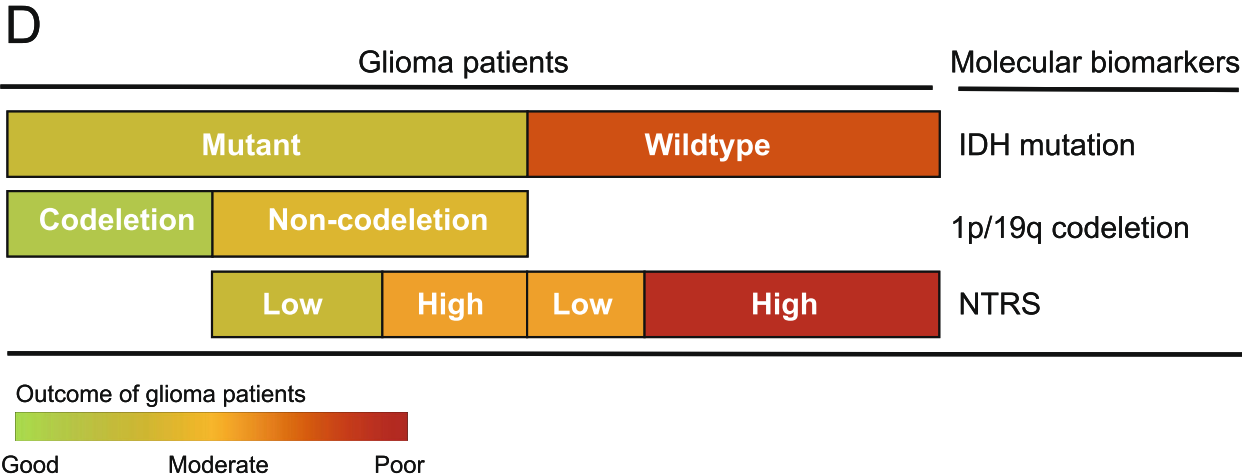 D
Glioma patients Molecular biomarkers
Mutant Wildtype IDH mutation
Codeletion Non-codeletion 1p/19q codeletion
Low High Low High NTRS
Outcome of glioma patients
Good Moderate Poor